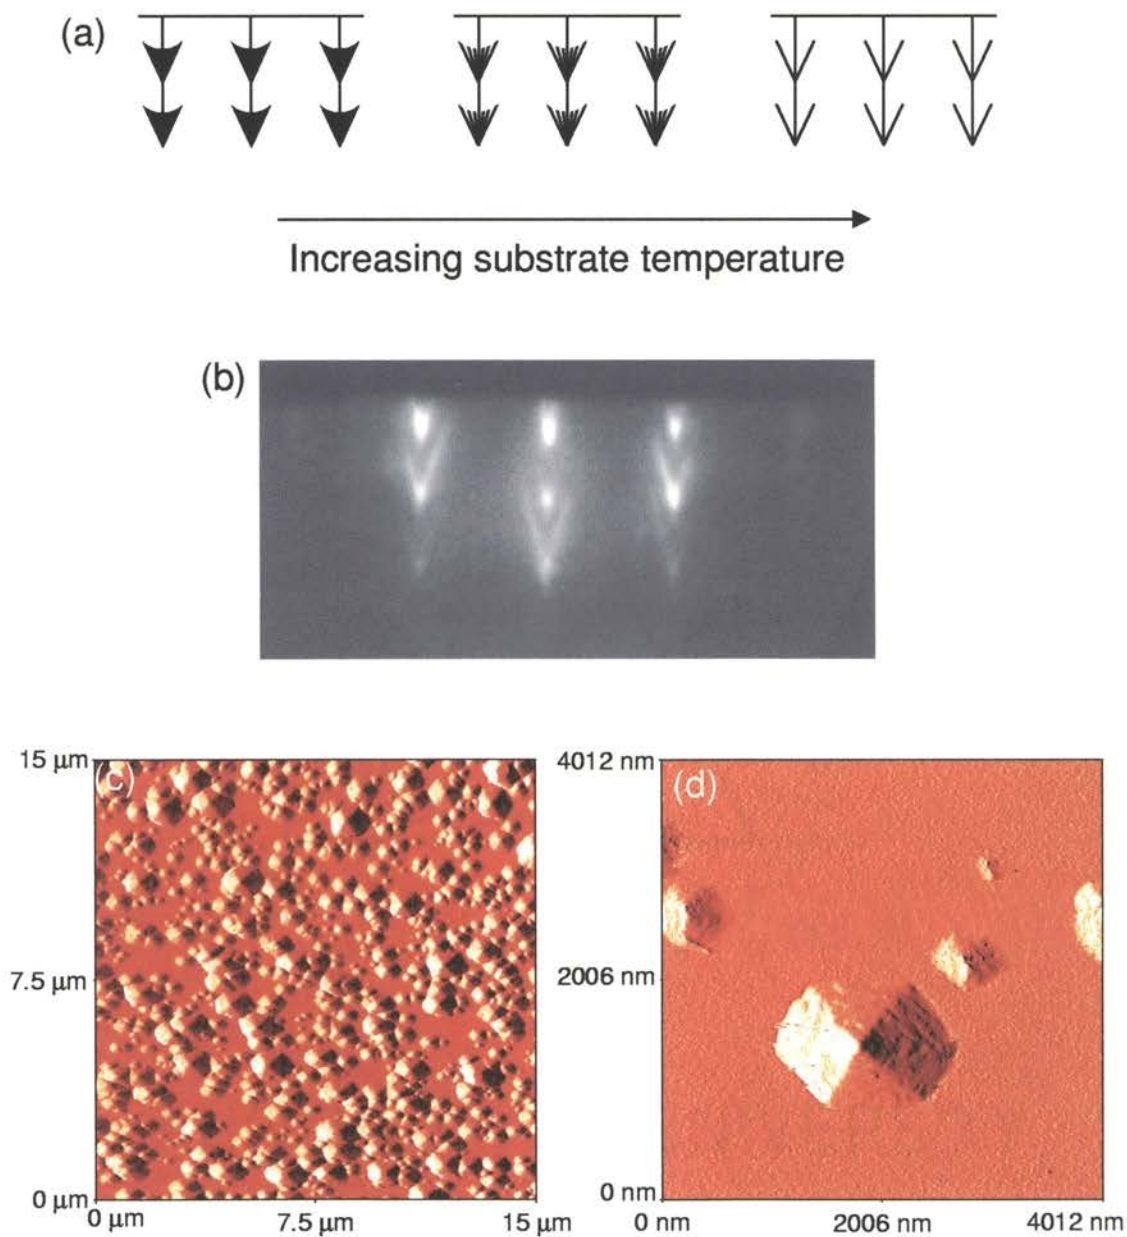 (a)
Increasing substrate temperature
(b)
15 μm
(c)
7.5 μm
0 μm
0 μm
7.5 μm
15 μm
4012 nm
(d)
2006 nm
0 nm
0 nm
2006 nm
4012 nm